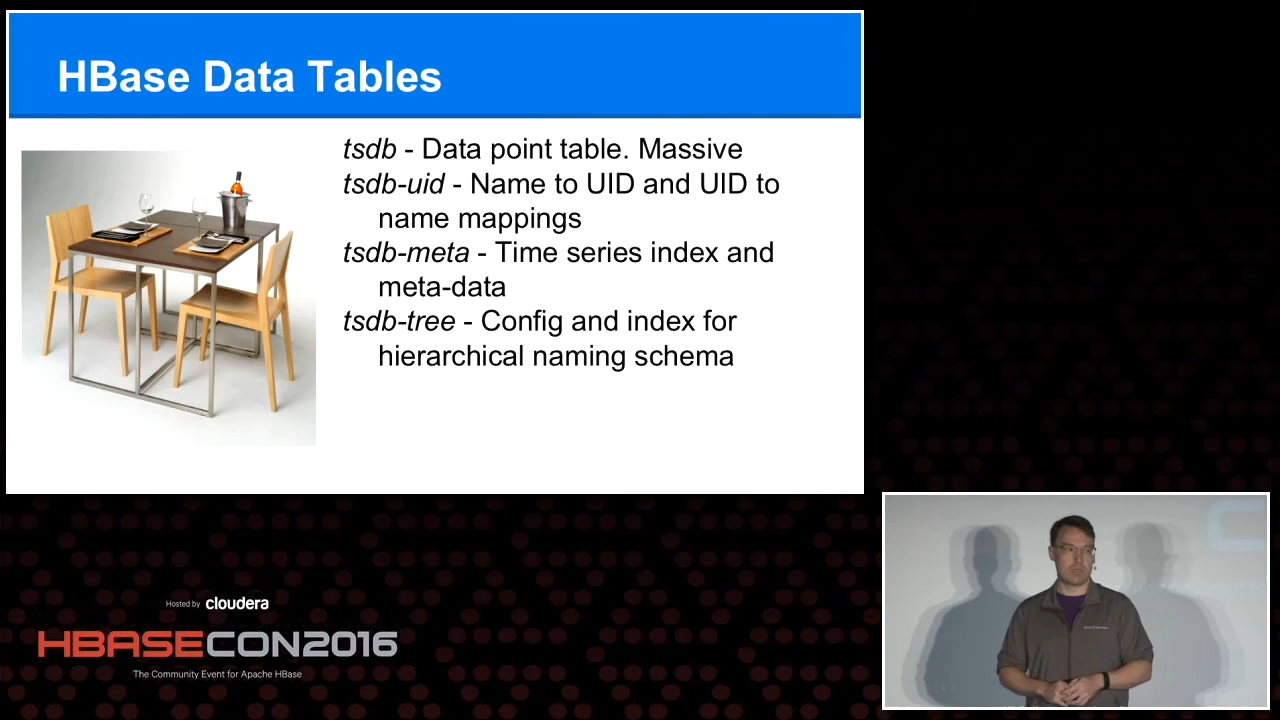 HBase Data Tables
tsdb - Data point table. Massive
tsdb-uid - Name to UID and UID to
name mappings
tsdb-meta - Time series index and
meta-data
tsdb-tree - Config and index for
hierarchical naming schema
Hosted by cloudera
HBASECON2016
The Community Event for Apache HBase